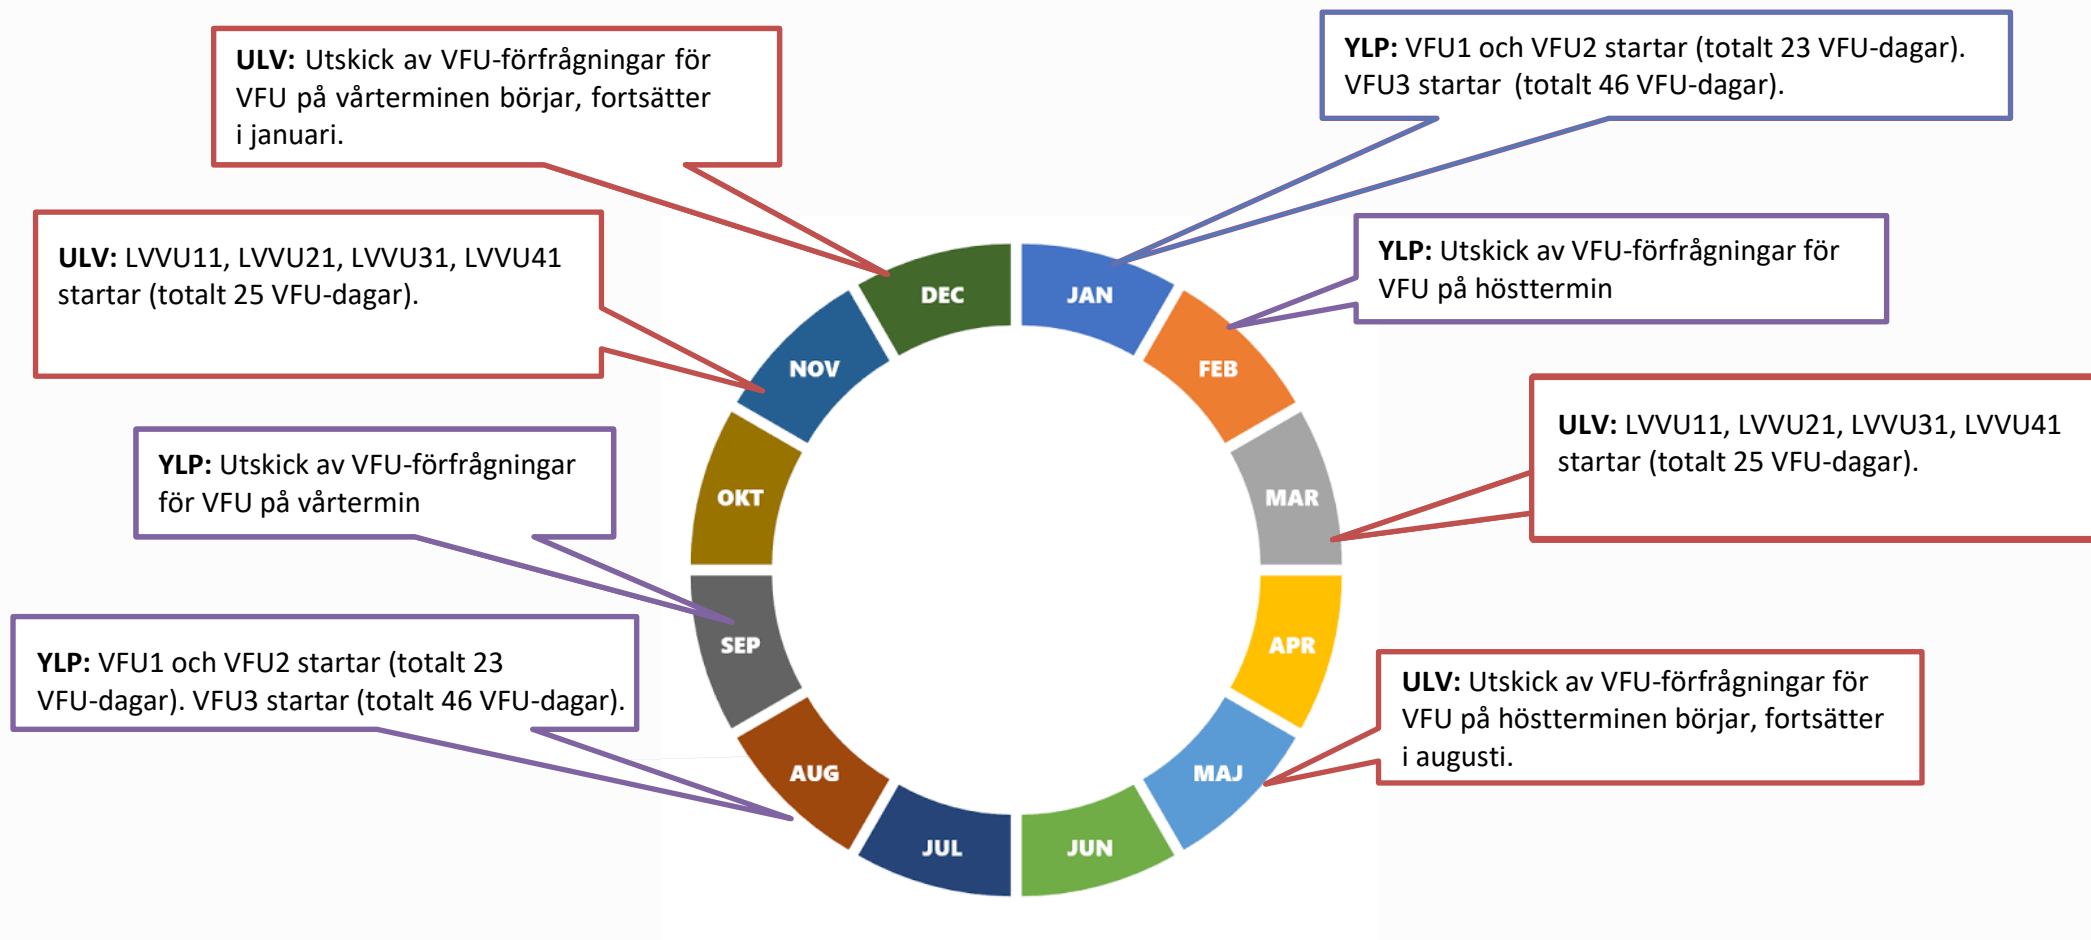 ULV: Utskick av VFU-förfrågningar för
VFU på vårterminen börjar, fortsätter
i januari.
YLP: VFU1 och VFU2 startar (totalt 23 VFU-dagar).
VFU3 startar (totalt 46 VFU-dagar).
ULV: LVVU11, LVVU21, LVVU31, LVVU41
startar (totalt 25 VFU-dagar).
YLP: Utskick av VFU-förfrågningar för
VFU på hösttermin
ULV: LVVU11, LVVU21, LVVU31, LVVU41
startar (totalt 25 VFU-dagar).
YLP: Utskick av VFU-förfrågningar
för VFU på vårtermin
YLP: VFU1 och VFU2 startar (totalt 23
VFU-dagar). VFU3 startar (totalt 46 VFU-dagar).
ULV: Utskick av VFU-förfrågningar för
VFU på höstterminen börjar, fortsätter
i augusti.
JAN
FEB
MAR
APR
MAJ
JUN
JUL
AUG
SEP
OKT
NOV
DEC